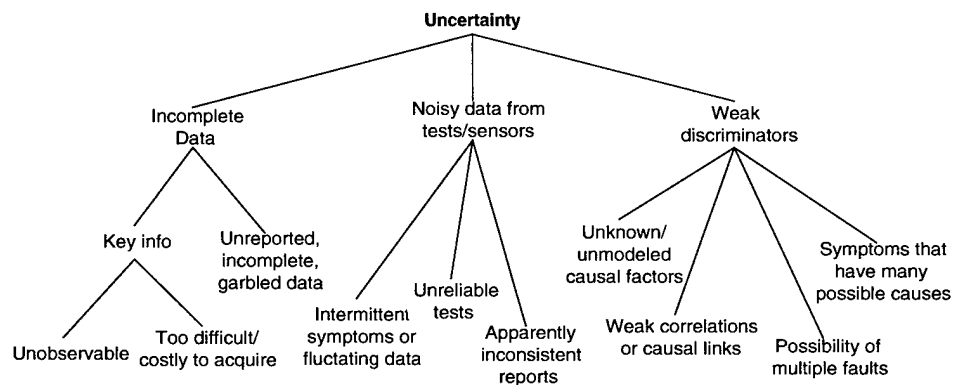 Uncertainty
Incomplete
Data
Noisy data from
tests/sensors
Weak
discriminators
Key info
Unreported,
incomplete,
garbled data
Unobservable
Too difficult/
costly to acquire
Intermittent
symptoms or
fluctating data
Unreliable
tests
Apparently
inconsistent
reports
Unknown/
unmodeled
causal factors
Weak correlations
or causal links
Possibility of
multiple faults
Symptoms that
have many
possible causes